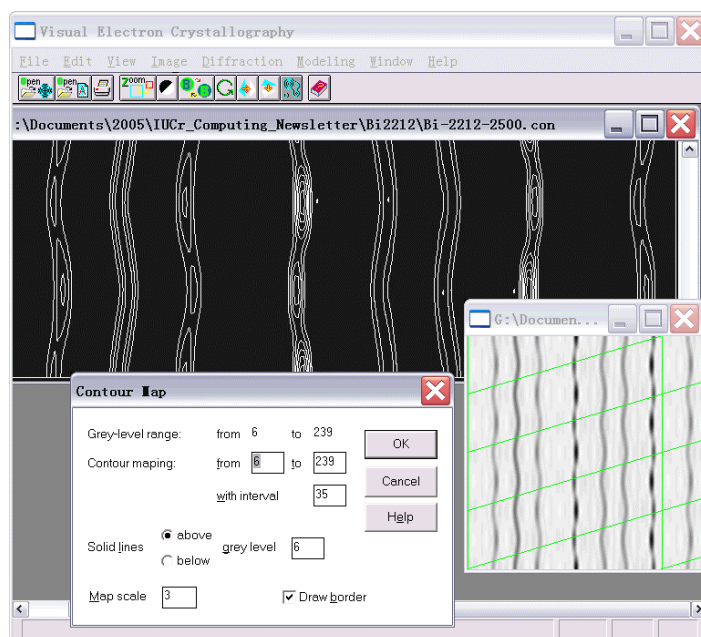 Visual Electron Crystallography
File Edit View Image Diffraction Modeling Window Help
Open Open Zoom
:\Documents\2005\IUCr_Computing_Newsletter\Bi2212\Bi-2212-2500.con
G:\Documen...
Contour Map
Grey-level range: from 6 to 239
Contour maping: from 6 to 239
with interval 35
Solid lines above grey level 6
below
Map scale 3 Draw border
OK
Cancel
Help